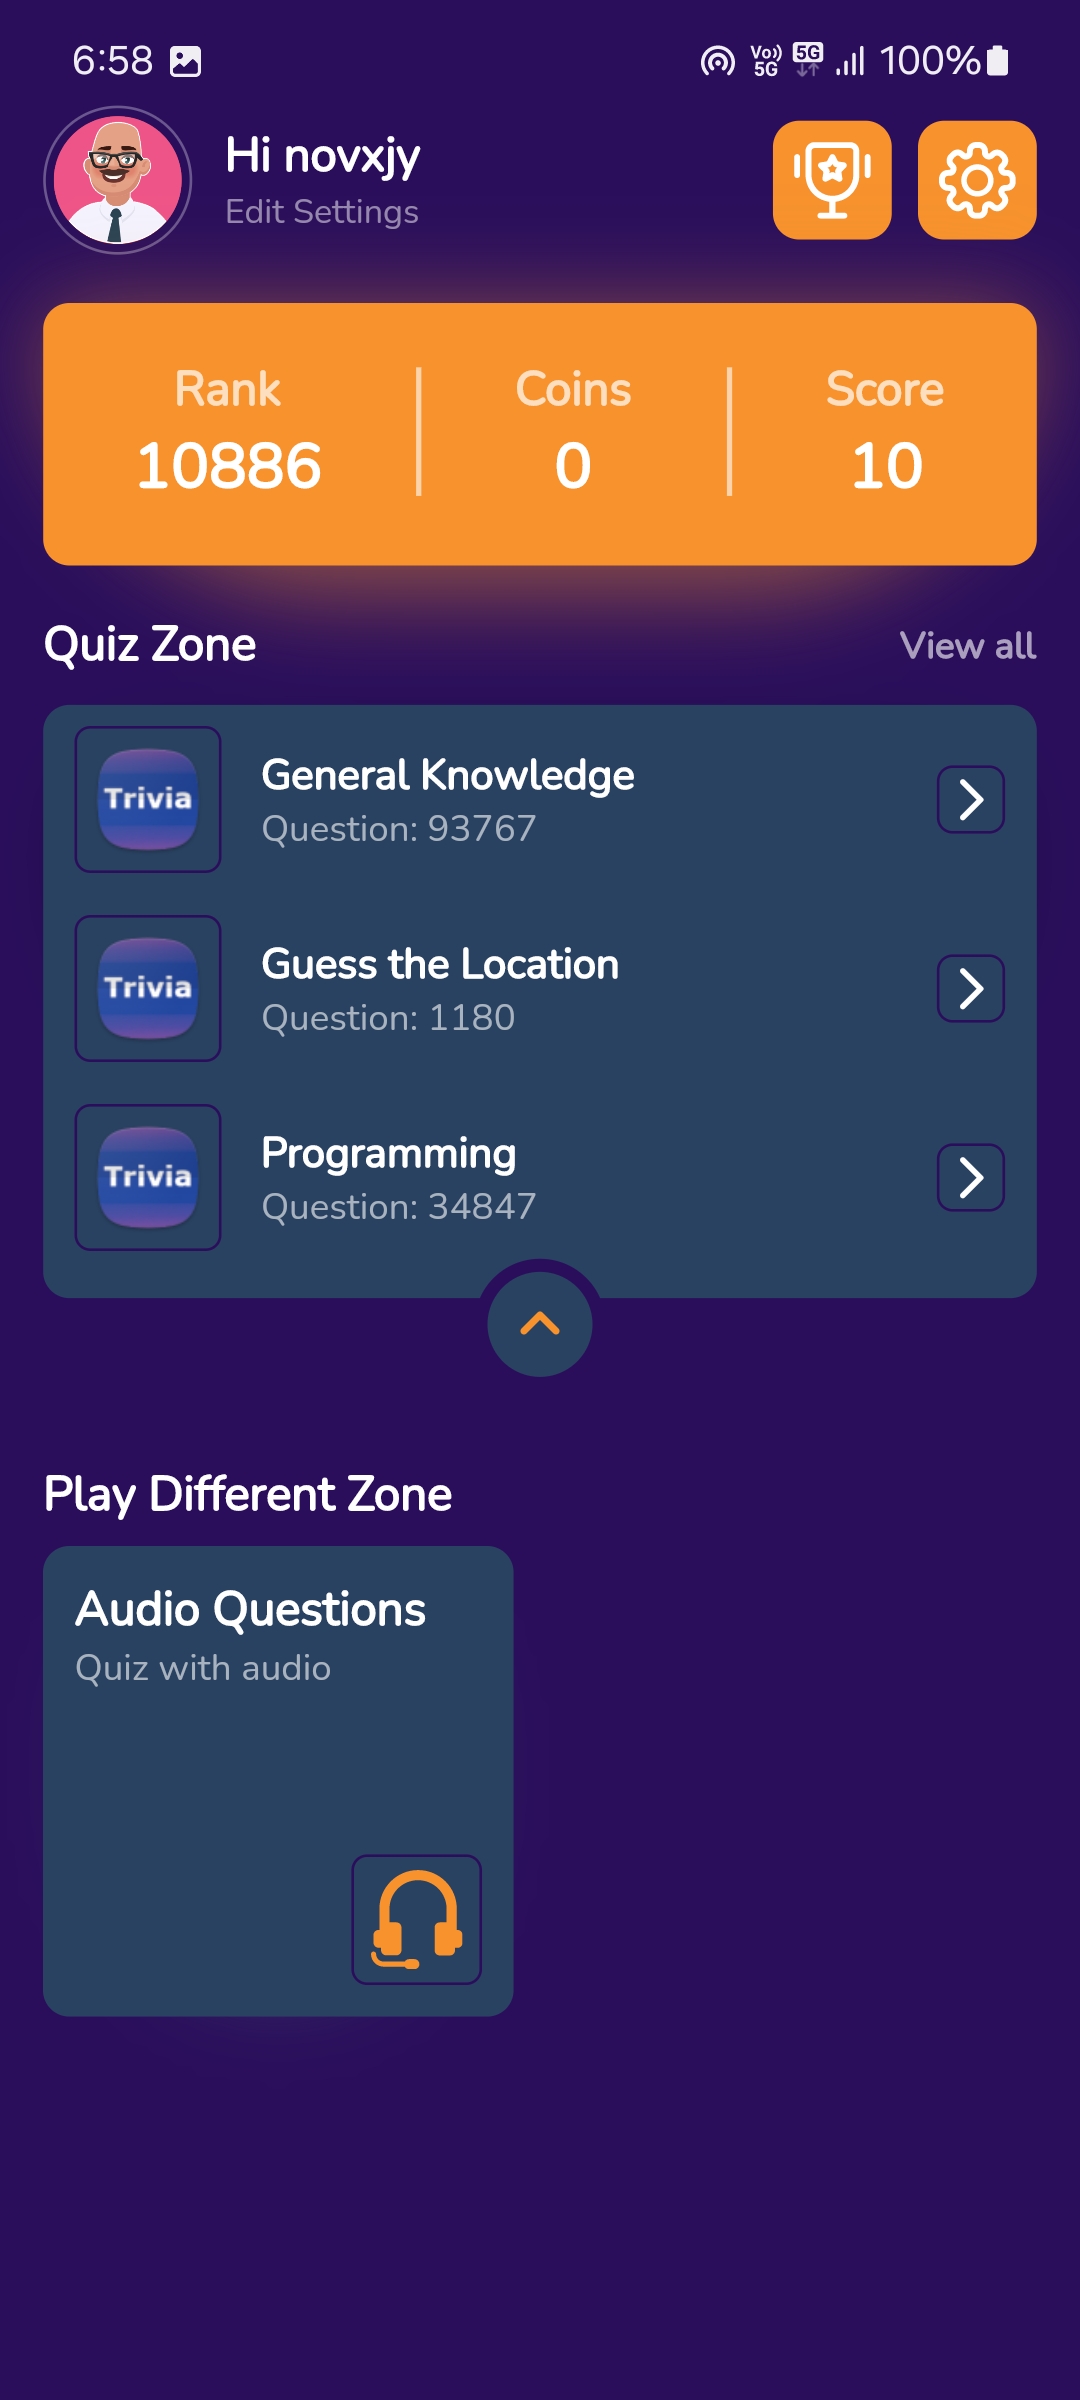 6:58
Vo)) 5G 5G 100%
Hi novxjy
Edit Settings
Rank Coins Score
10886 0 10
Quiz Zone View all
Trivia
General Knowledge
Question: 93767
Trivia
Guess the Location
Question: 1180
Trivia
Programming
Question: 34847
Play Different Zone
Audio Questions
Quiz with audio